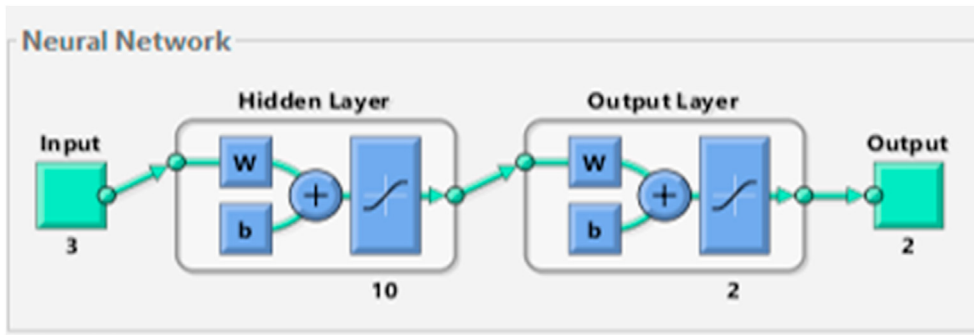 Neural Network
Hidden Layer
Output Layer
Input
Output
W
W
+
+
b
b
3
2
10
2